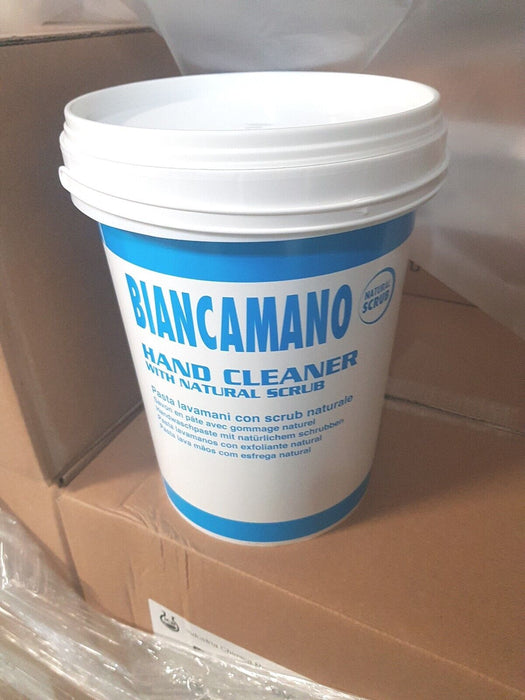 BIANCAMANO
NATURAL
SCRUB
HAND CLEANER
WITH NATURAL SCRUB
Pasta lavamani con scrub naturale
Savon en pâte avec gommage naturel
Handwaschpaste mit natürlichem schrubben
Pasta lavamanos con exfoliante natural
Pasta lava mãos com esfrega natural